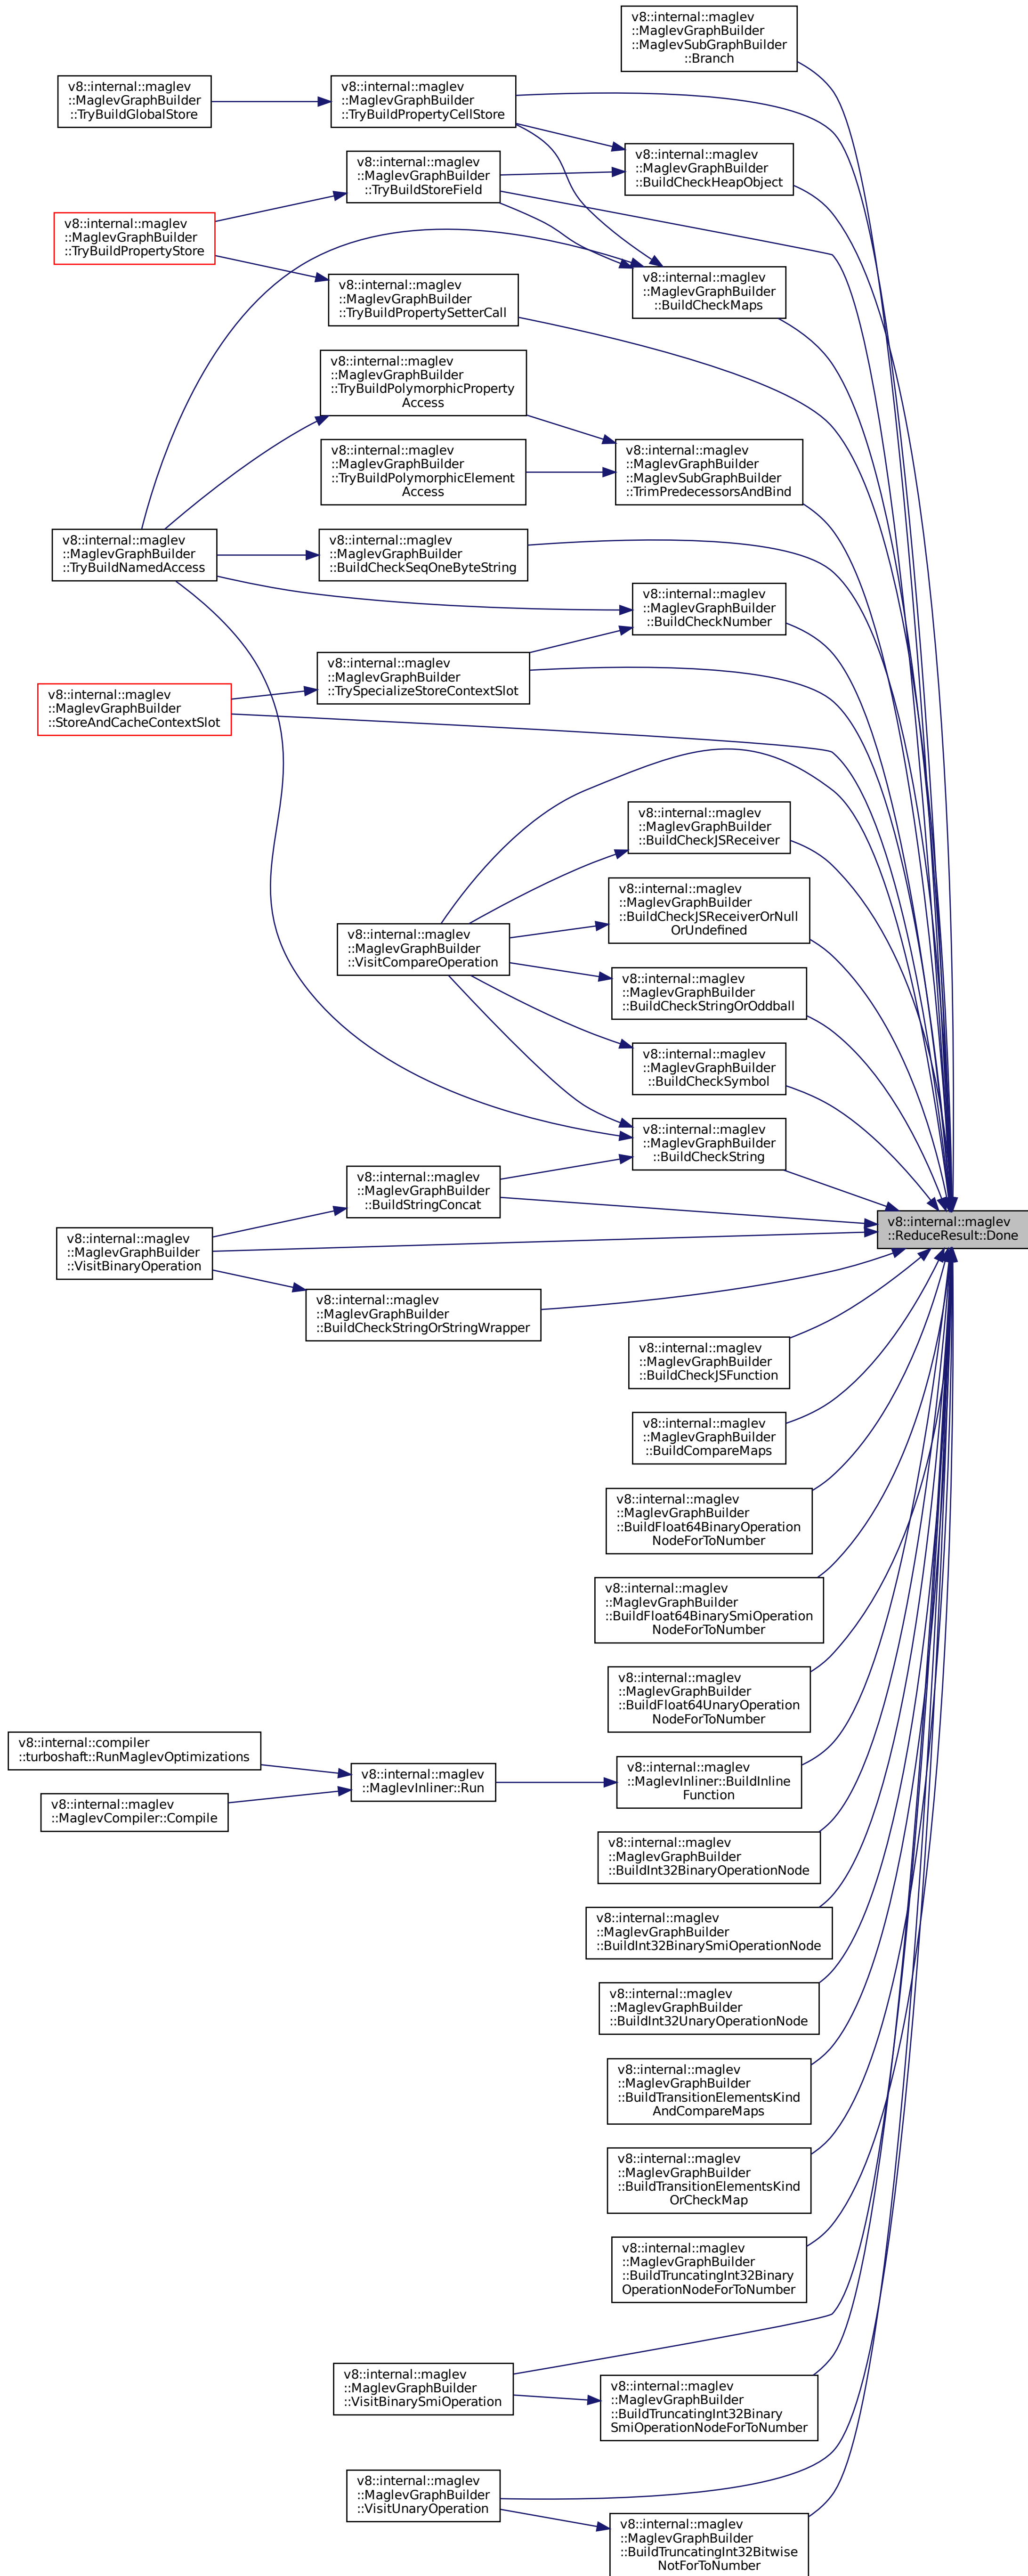 v8::internal::maglev
::MaglevGraphBuilder
::MaglevSubGraphBuilder
::Branch
v8::internal::maglev
::MaglevGraphBuilder
::TryBuildGlobalStore
v8::internal::maglev
::MaglevGraphBuilder
::TryBuildPropertyCellStore
v8::internal::maglev
::MaglevGraphBuilder
::BuildCheckHeapObject
v8::internal::maglev
::MaglevGraphBuilder
::TryBuildStoreField
v8::internal::maglev
::MaglevGraphBuilder
::TryBuildPropertyStore
v8::internal::maglev
::MaglevGraphBuilder
::BuildCheckMaps
v8::internal::maglev
::MaglevGraphBuilder
::TryBuildPropertySetterCall
v8::internal::maglev
::MaglevGraphBuilder
::TryBuildPolymorphicProperty
Access
v8::internal::maglev
::MaglevGraphBuilder
::TryBuildPolymorphicElement
Access
v8::internal::maglev
::MaglevGraphBuilder
::MaglevSubGraphBuilder
::TrimPredecessorsAndBind
v8::internal::maglev
::MaglevGraphBuilder
::TryBuildNamedAccess
v8::internal::maglev
::MaglevGraphBuilder
::BuildCheckSeqOneByteString
v8::internal::maglev
::MaglevGraphBuilder
::BuildCheckNumber
v8::internal::maglev
::MaglevGraphBuilder
::TrySpecializeStoreContextSlot
v8::internal::maglev
::MaglevGraphBuilder
::StoreAndCacheContextSlot
v8::internal::maglev
::MaglevGraphBuilder
::BuildCheckJSReceiver
v8::internal::maglev
::MaglevGraphBuilder
::BuildCheckJSReceiverOrNull
OrUndefined
v8::internal::maglev
::MaglevGraphBuilder
::VisitCompareOperation
v8::internal::maglev
::MaglevGraphBuilder
::BuildCheckStringOrOddball
v8::internal::maglev
::MaglevGraphBuilder
::BuildCheckSymbol
v8::internal::maglev
::MaglevGraphBuilder
::BuildCheckString
v8::internal::maglev
::MaglevGraphBuilder
::BuildStringConcat
v8::internal::maglev
::ReduceResult::Done
v8::internal::maglev
::MaglevGraphBuilder
::VisitBinaryOperation
v8::internal::maglev
::MaglevGraphBuilder
::BuildCheckStringOrStringWrapper
v8::internal::maglev
::MaglevGraphBuilder
::BuildCheckJSFunction
v8::internal::maglev
::MaglevGraphBuilder
::BuildCompareMaps
v8::internal::maglev
::MaglevGraphBuilder
::BuildFloat64BinaryOperation
NodeForToNumber
v8::internal::maglev
::MaglevGraphBuilder
::BuildFloat64BinarySmiOperation
NodeForToNumber
v8::internal::maglev
::MaglevGraphBuilder
::BuildFloat64UnaryOperation
NodeForToNumber
v8::internal::compiler
::turboshaft::RunMaglevOptimizations
v8::internal::maglev
::MaglevInliner::Run
v8::internal::maglev
::MaglevInliner::BuildInline
Function
v8::internal::maglev
::MaglevCompiler::Compile
v8::internal::maglev
::MaglevGraphBuilder
::BuildInt32BinaryOperationNode
v8::internal::maglev
::MaglevGraphBuilder
::BuildInt32BinarySmiOperationNode
v8::internal::maglev
::MaglevGraphBuilder
::BuildInt32UnaryOperationNode
v8::internal::maglev
::MaglevGraphBuilder
::BuildTransitionElementsKind
AndCompareMaps
v8::internal::maglev
::MaglevGraphBuilder
::BuildTransitionElementsKind
OrCheckMap
v8::internal::maglev
::MaglevGraphBuilder
::BuildTruncatingInt32Binary
OperationNodeForToNumber
v8::internal::maglev
::MaglevGraphBuilder
::VisitBinarySmiOperation
v8::internal::maglev
::MaglevGraphBuilder
::BuildTruncatingInt32Binary
SmiOperationNodeForToNumber
v8::internal::maglev
::MaglevGraphBuilder
::VisitUnaryOperation
v8::internal::maglev
::MaglevGraphBuilder
::BuildTruncatingInt32Bitwise
NotForToNumber